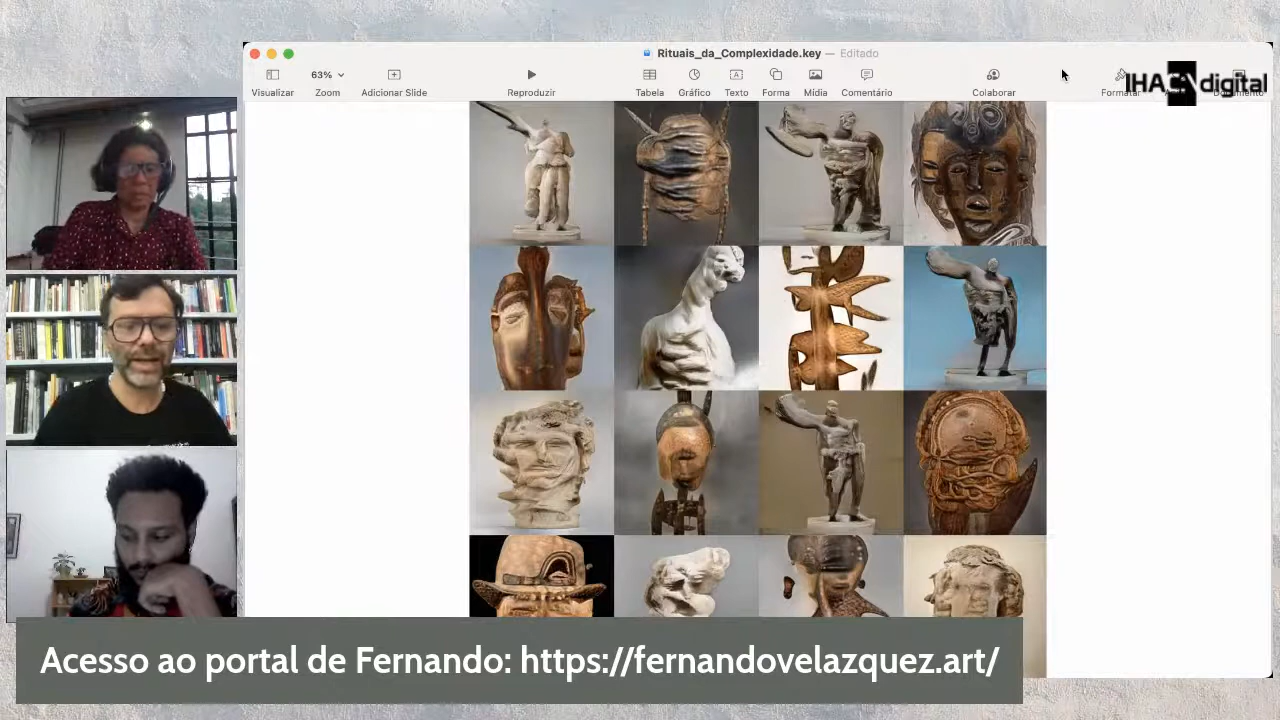 Rituais_da_Complexidade.key — Editado
63%
Visualizar
Zoom
Adicionar Slide
Reproduzir
Tabela
Gráfico
Texto
Forma
Mídia
Comentário
Colaborar
Formatar
Documento
IHAC digital
Acesso ao portal de Fernando: https://fernandovelazquez.art/